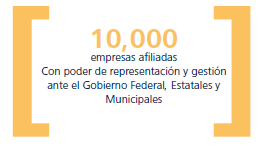 10,000
empresas afiliadas
Con poder de representación y gestión
ante el Gobierno Federal, Estatales y
Municipales